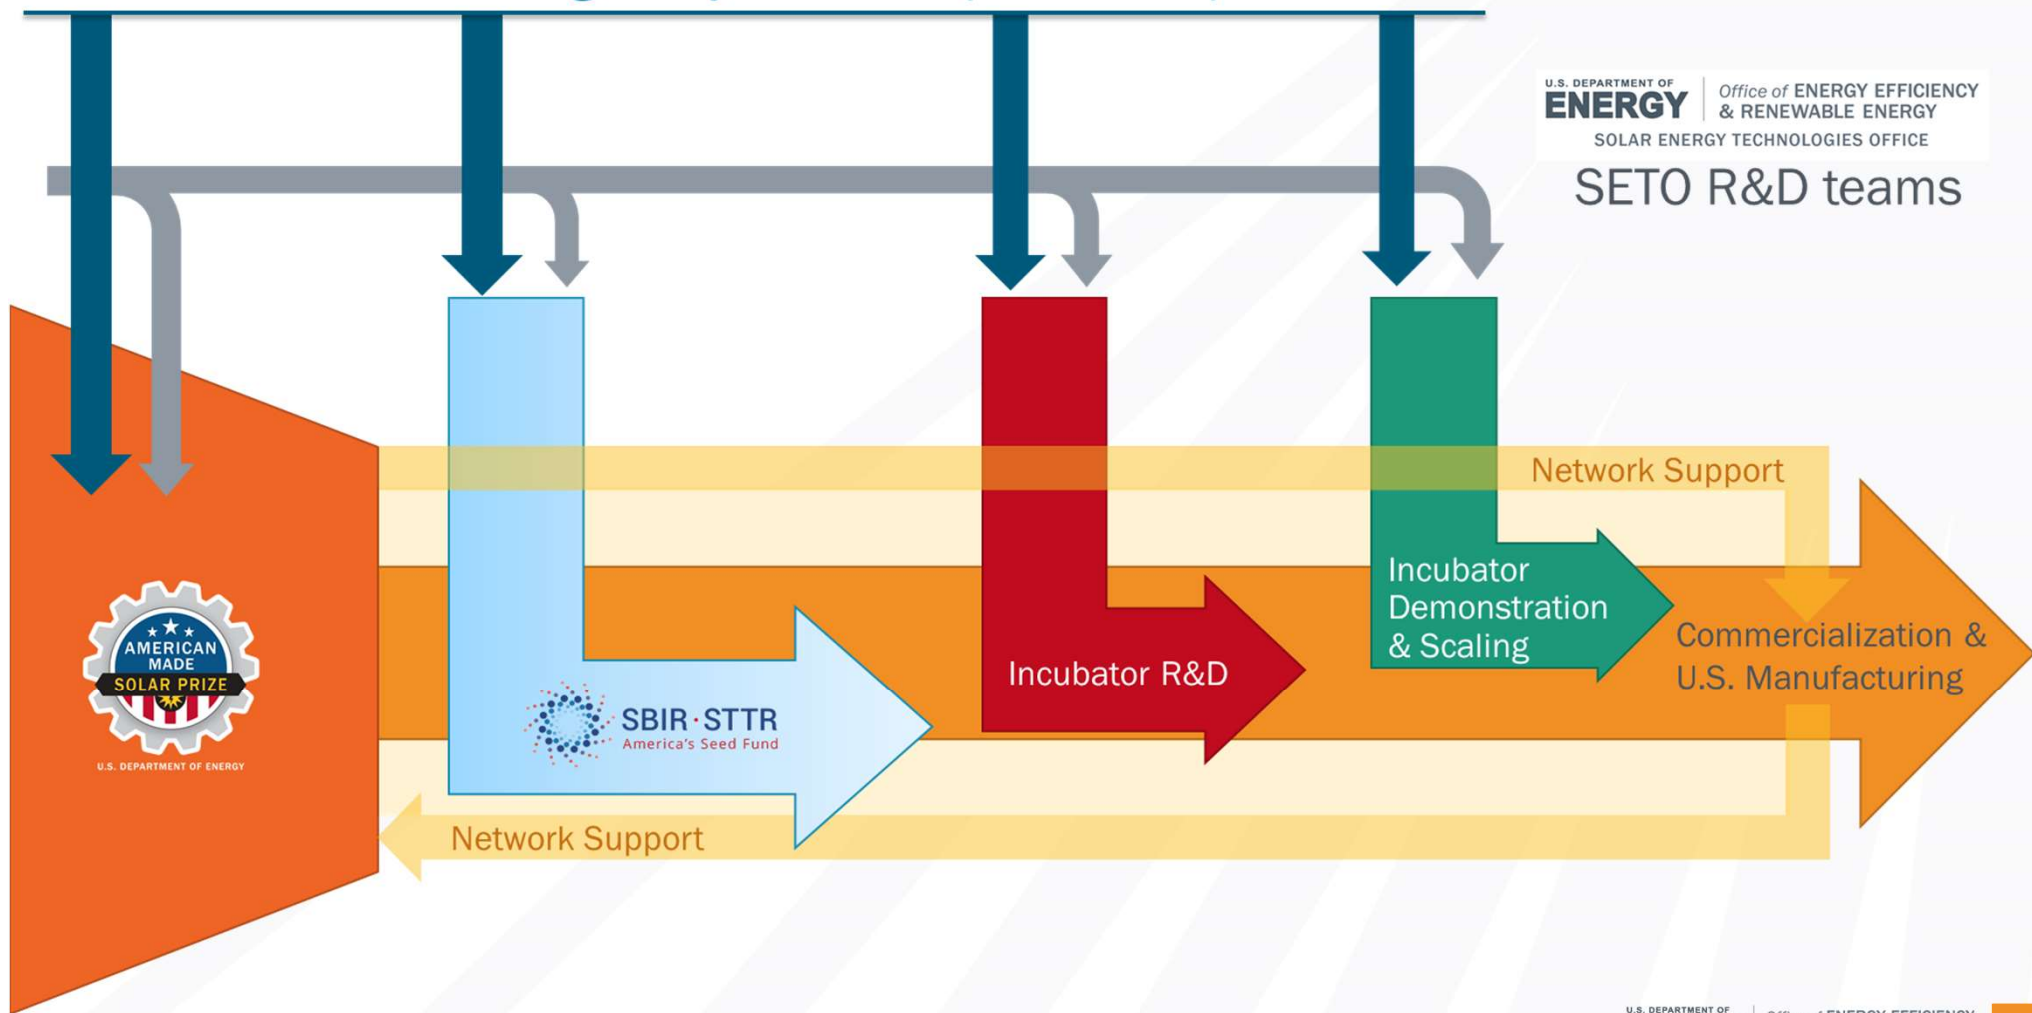 U.S. DEPARTMENT OF
ENERGY
Office of ENERGY EFFICIENCY
& RENEWABLE ENERGY
SOLAR ENERGY TECHNOLOGIES OFFICE
SETO R&D teams
Network Support
Incubator
Demonstration
& Scaling
Commercialization &
U.S. Manufacturing
Incubator R&D
AMERICAN
MADE
SOLAR PRIZE
U.S. DEPARTMENT OF ENERGY
SBIR·STTR
America's Seed Fund
Network Support
U.S. DEPARTMENT OF